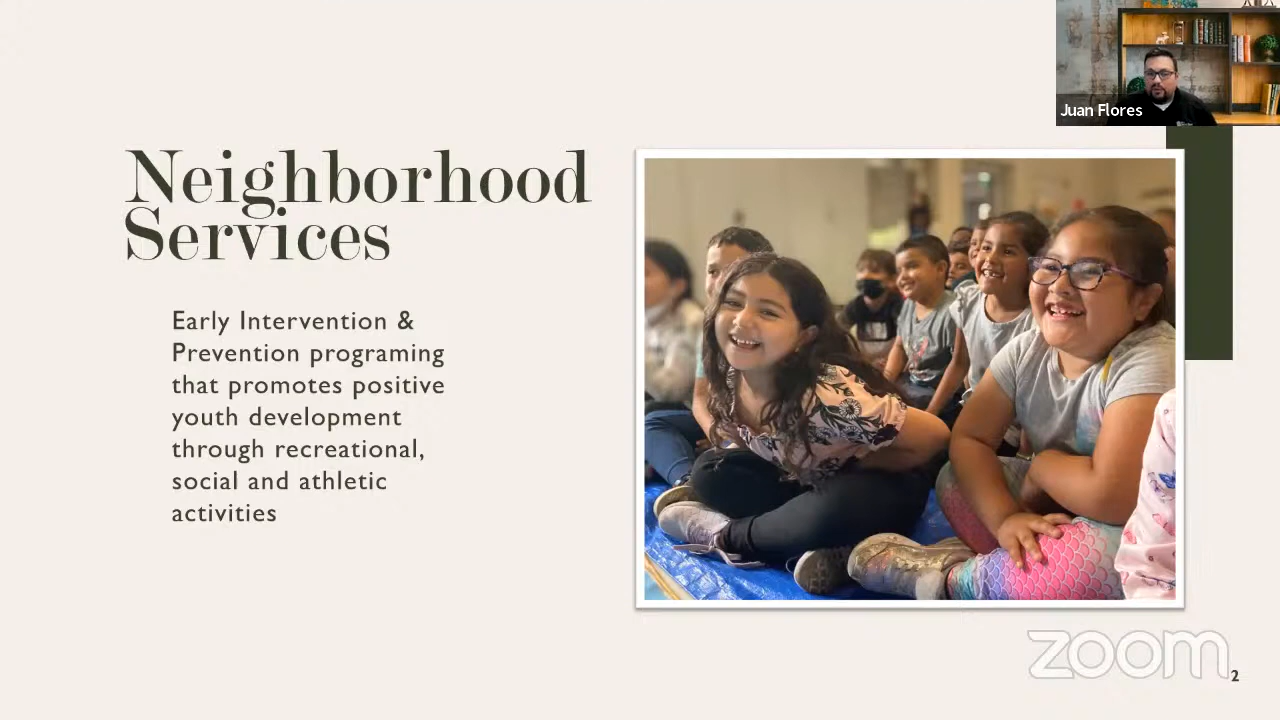 Juan Flores
Neighborhood
Services
Early Intervention &
Prevention programing
that promotes positive
youth development
through recreational,
social and athletic
activities
zoom
2